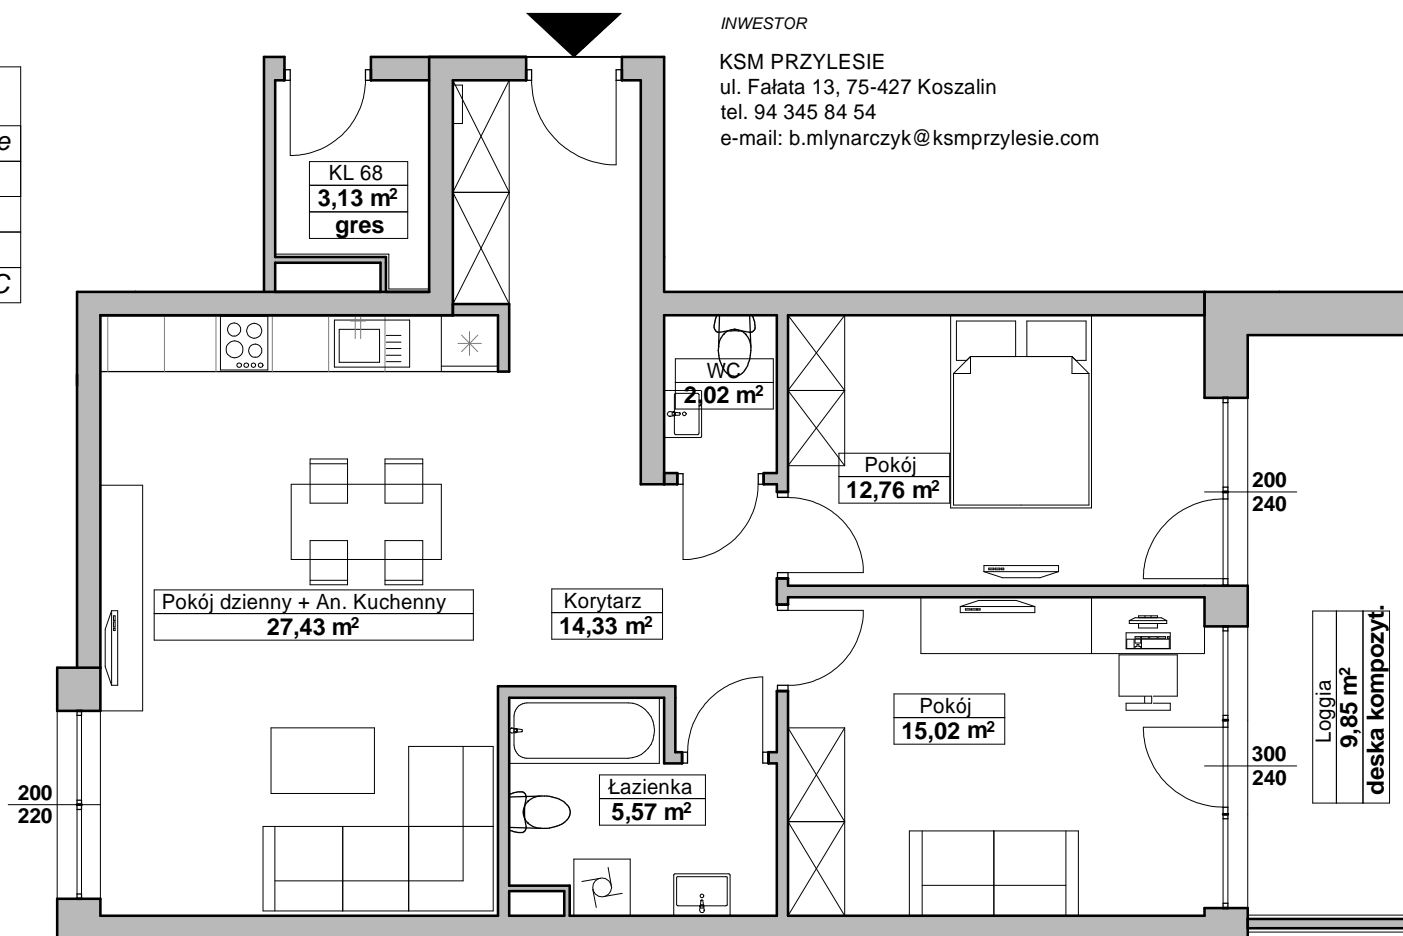 INWESTOR
KSM PRZYLESIE
ul. Fałata 13, 75-427 Koszalin
tel. 94 345 84 54
e-mail: b.mlynarczyk@ksmprzylesie.com
e
C
KL 68
3,13 m²
gres
WC
2,02 m²
Pokój
12,76 m²
200
240
Pokój dzienny + An. Kuchenny
27,43 m²
Korytarz
14,33 m²
Pokój
15,02 m²
Loggia
9,85 m²
deska kompozyt.
300
240
Łazienka
5,57 m²
200
220